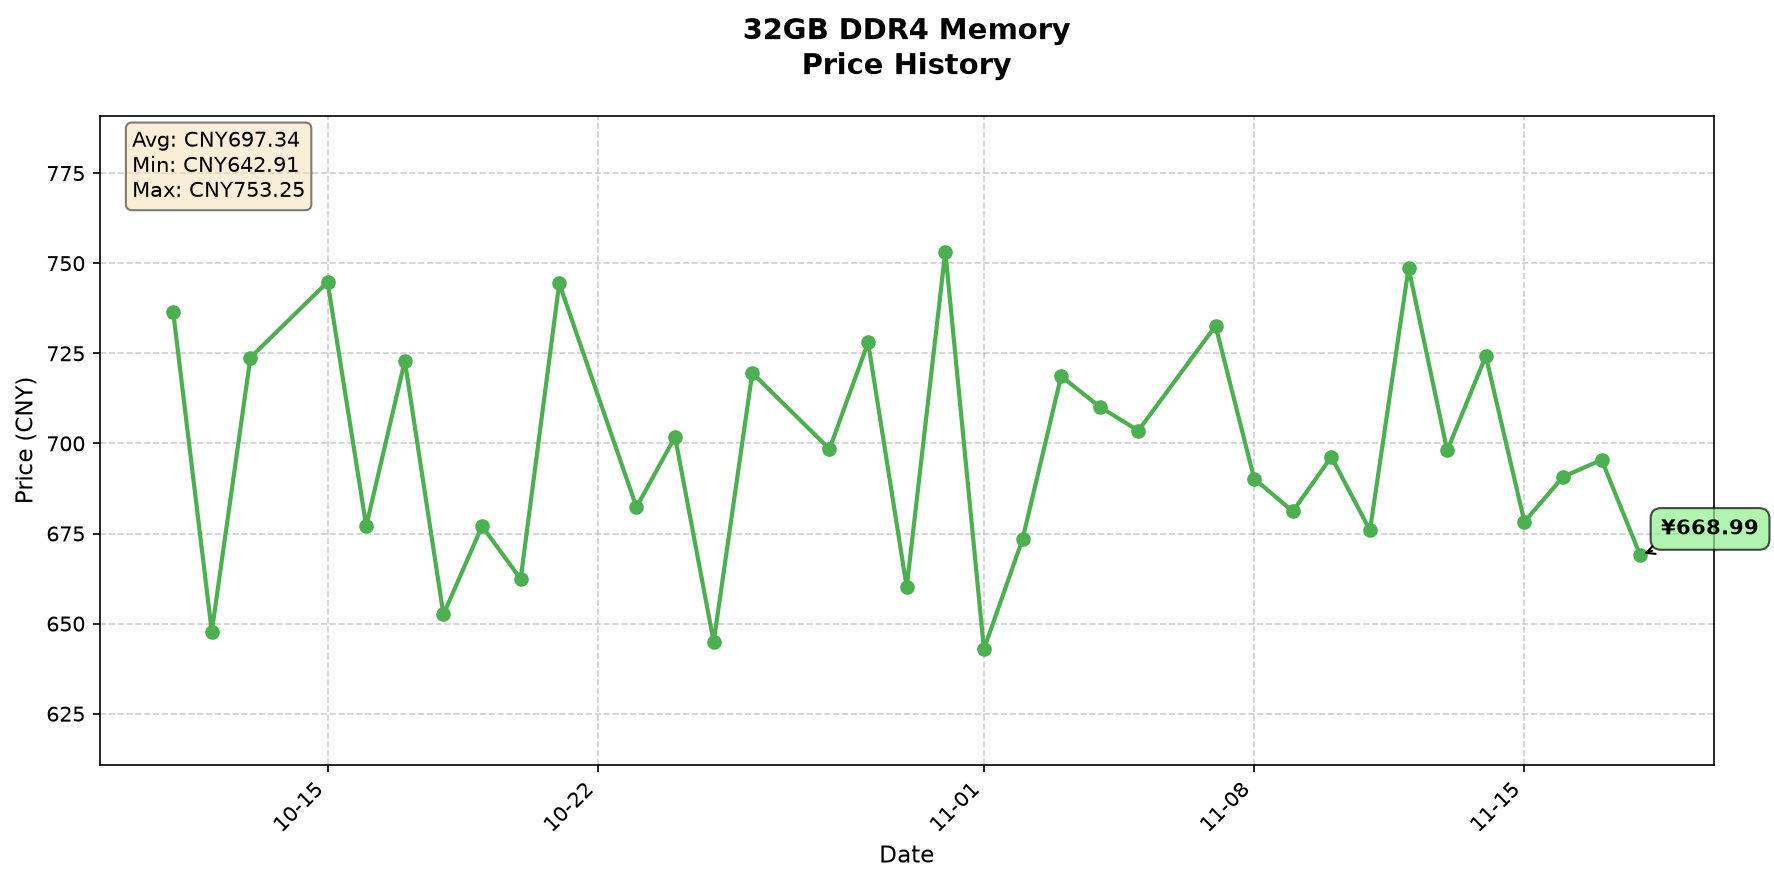 32GB DDR4 Memory
Price History
Avg: CNY697.34
Min: CNY642.91
Max: CNY753.25
775
750
725
700
675
650
625
Price (CNY)
¥668.99
10-15
10-22
11-01
11-08
11-15
Date